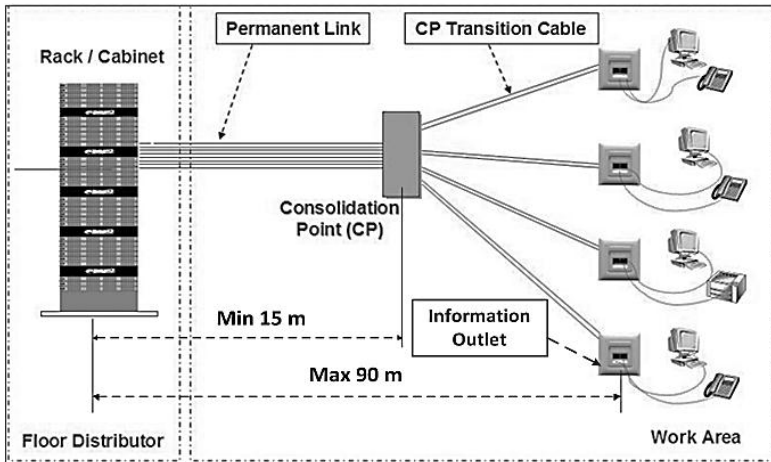 Permanent Link
CP Transition Cable
Rack / Cabinet
Consolidation
Point (CP)
Min 15 m
Information
Outlet
Max 90 m
Floor Distributor
Work Area